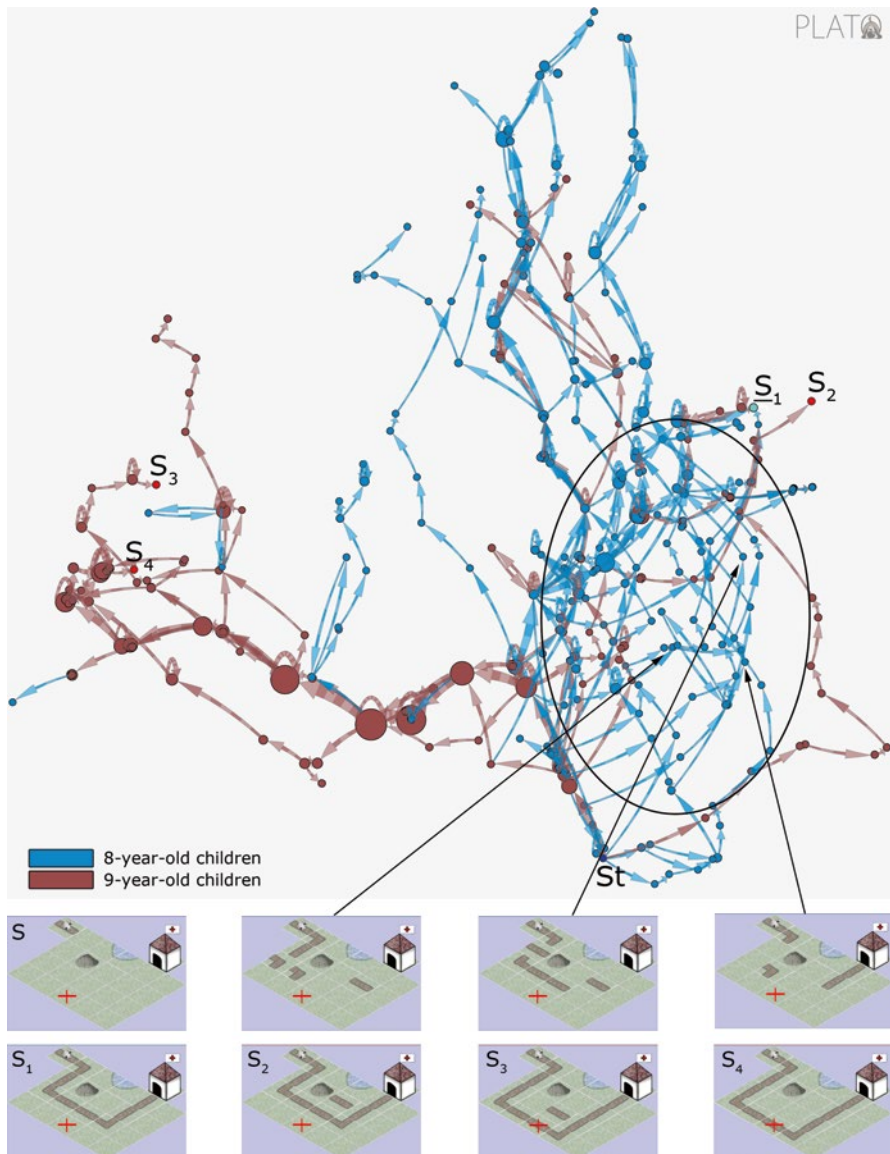 PLATO
S1
S2
S3
S4
8-year-old children
9-year-old children
St
S
S1
S2
S3
S4